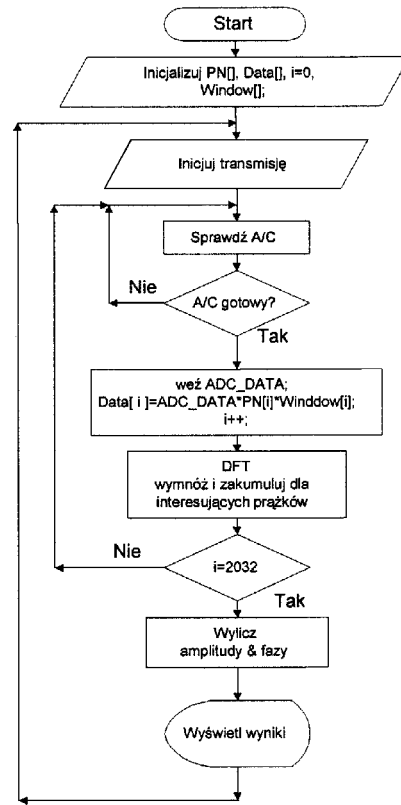 Start
Inicjalizuj PN[], Data[], i=0,
Window[];
Inicjuj transmisję
Sprawdź A/C
Nie
A/C gotowy?
Tak
weź ADC_DATA;
Data[ i ]=ADC_DATA*PN[i]*Winddow[i];
i++;
DFT
wymnóż i zakumuluj dla
interesujących prążków
Nie
i=2032
Tak
Wylicz
amplitudy & fazy
Wyświetl wyniki